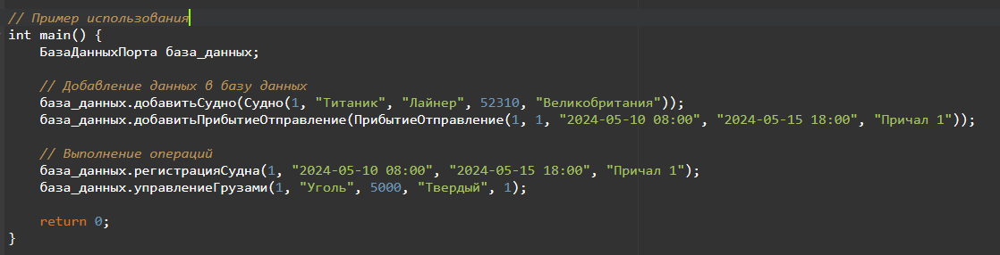 // Пример использования
int main() {
    БазаДанныхПорта база_данных;
    // Добавление данных в базу данных
    база_данных.добавитьСудно(Судно(1, "Титаник", "Лайнер", 52310, "Великобритания"));
    база_данных.добавитьПрибытиеОтправление(ПрибытиеОтправление(1, 1, "2024-05-10 08:00", "2024-05-15 18:00", "Причал 1"));
    // Выполнение операций
    база_данных.регистрацияСудна(1, "2024-05-10 08:00", "2024-05-15 18:00", "Причал 1");
    база_данных.управлениеГрузами(1, "Уголь", 5000, "Твердый", 1);
    return 0;
}